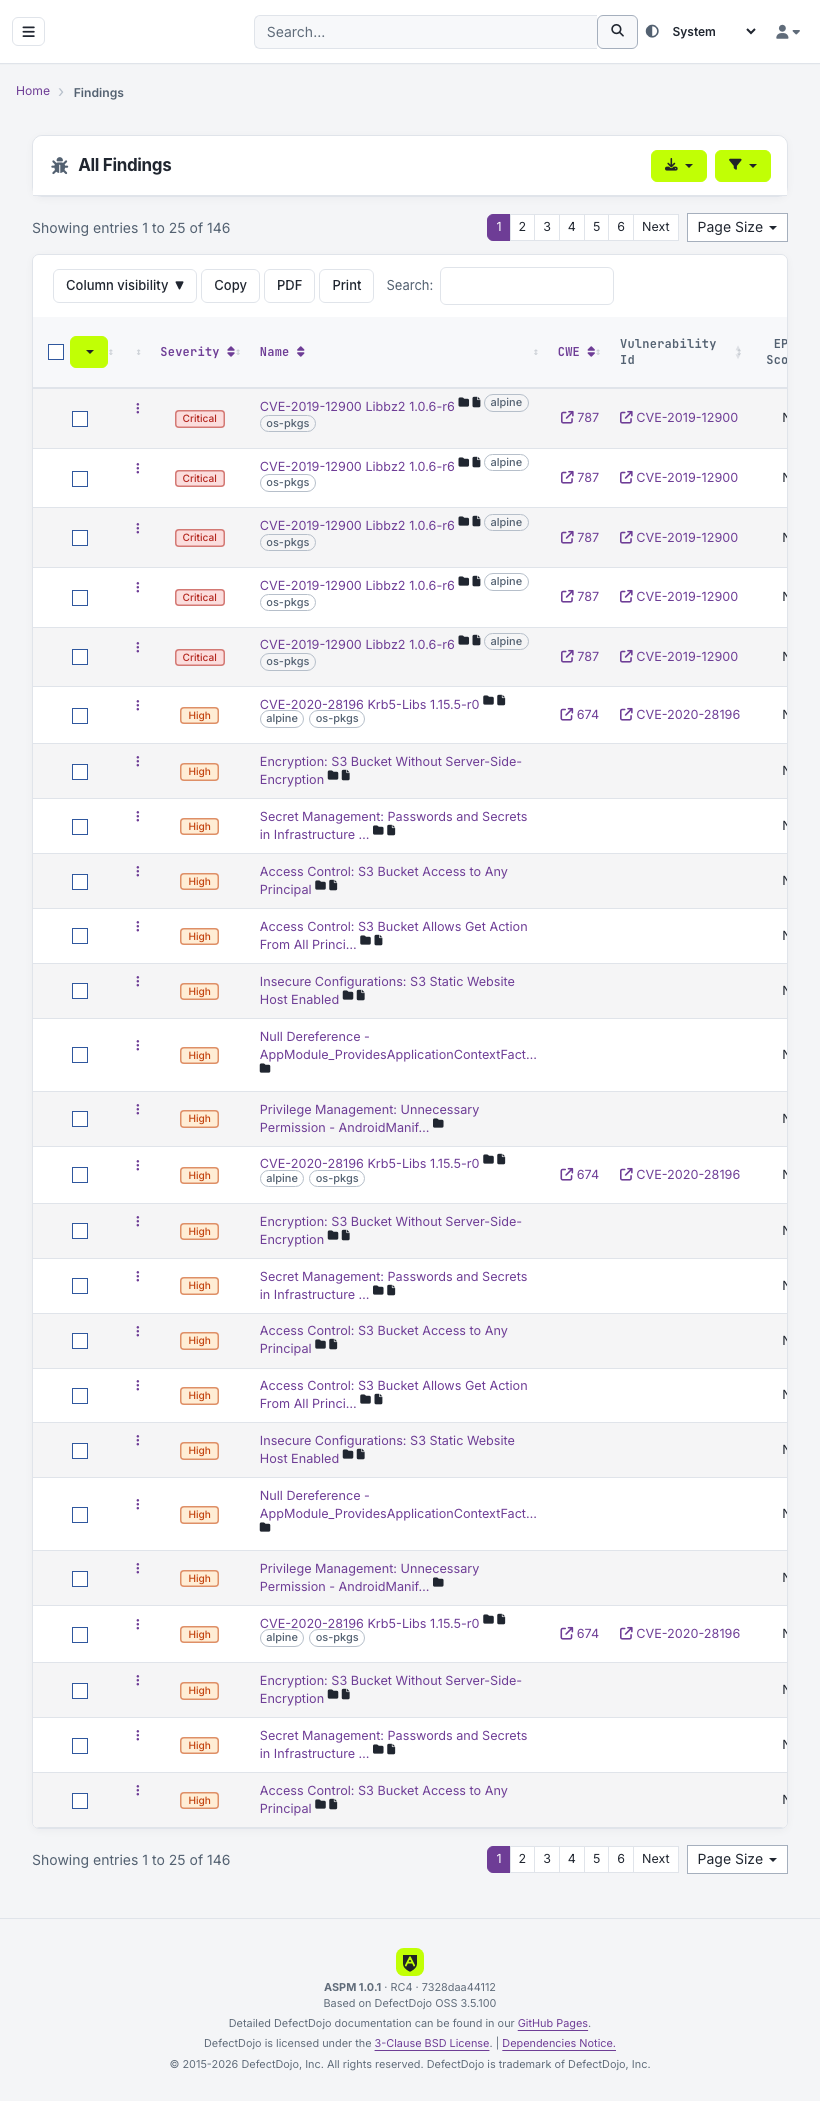 Search...
System
Home
Findings
All Findings
Showing entries 1 to 25 of 146
1 2 3 4 5 6 Next
Page Size
Column visibility ▼
Copy
PDF
Print
Search:
Severity Name CWE Vulnerability Id
Critical CVE-2019-12900 Libbz2 1.0.6-r6 alpine 787 CVE-2019-12900
os-pkgs
Critical CVE-2019-12900 Libbz2 1.0.6-r6 alpine 787 CVE-2019-12900
os-pkgs
Critical CVE-2019-12900 Libbz2 1.0.6-r6 alpine 787 CVE-2019-12900
os-pkgs
Critical CVE-2019-12900 Libbz2 1.0.6-r6 alpine 787 CVE-2019-12900
os-pkgs
Critical CVE-2019-12900 Libbz2 1.0.6-r6 alpine 787 CVE-2019-12900
os-pkgs
High CVE-2020-28196 Krb5-Libs 1.15.5-r0 674 CVE-2020-28196
alpine os-pkgs
High Encryption: S3 Bucket Without Server-Side-
Encryption
High Secret Management: Passwords and Secrets
in Infrastructure ...
High Access Control: S3 Bucket Access to Any
Principal
High Access Control: S3 Bucket Allows Get Action
From All Princi...
High Insecure Configurations: S3 Static Website
Host Enabled
High Null Dereference -
AppModule_ProvidesApplicationContextFact...
High Privilege Management: Unnecessary
Permission - AndroidManif...
High CVE-2020-28196 Krb5-Libs 1.15.5-r0 674 CVE-2020-28196
alpine os-pkgs
High Encryption: S3 Bucket Without Server-Side-
Encryption
High Secret Management: Passwords and Secrets
in Infrastructure ...
High Access Control: S3 Bucket Access to Any
Principal
High Access Control: S3 Bucket Allows Get Action
From All Princi...
High Insecure Configurations: S3 Static Website
Host Enabled
High Null Dereference -
AppModule_ProvidesApplicationContextFact...
High Privilege Management: Unnecessary
Permission - AndroidManif...
High CVE-2020-28196 Krb5-Libs 1.15.5-r0 674 CVE-2020-28196
alpine os-pkgs
High Encryption: S3 Bucket Without Server-Side-
Encryption
High Secret Management: Passwords and Secrets
in Infrastructure ...
High Access Control: S3 Bucket Access to Any
Principal
Showing entries 1 to 25 of 146
1 2 3 4 5 6 Next
Page Size
ASPM 1.0.1 · RC4 · 7328daa44112
Based on DefectDojo OSS 3.5.100
Detailed DefectDojo documentation can be found in our GitHub Pages.
DefectDojo is licensed under the 3-Clause BSD License. | Dependencies Notice.
© 2015-2026 DefectDojo, Inc. All rights reserved. DefectDojo is trademark of DefectDojo, Inc.